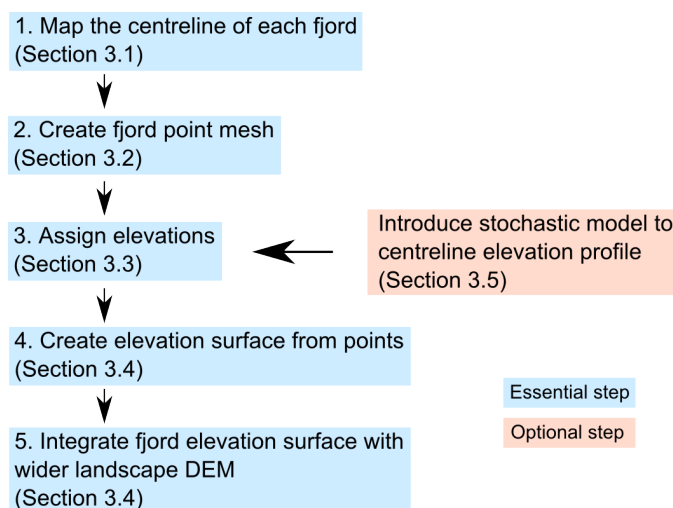 1. Map the centreline of each fjord
(Section 3.1)
2. Create fjord point mesh
(Section 3.2)
3. Assign elevations
(Section 3.3)
Introduce stochastic model to
centreline elevation profile
(Section 3.5)
4. Create elevation surface from points
(Section 3.4)
Essential step
Optional step
5. Integrate fjord elevation surface with
wider landscape DEM
(Section 3.4)